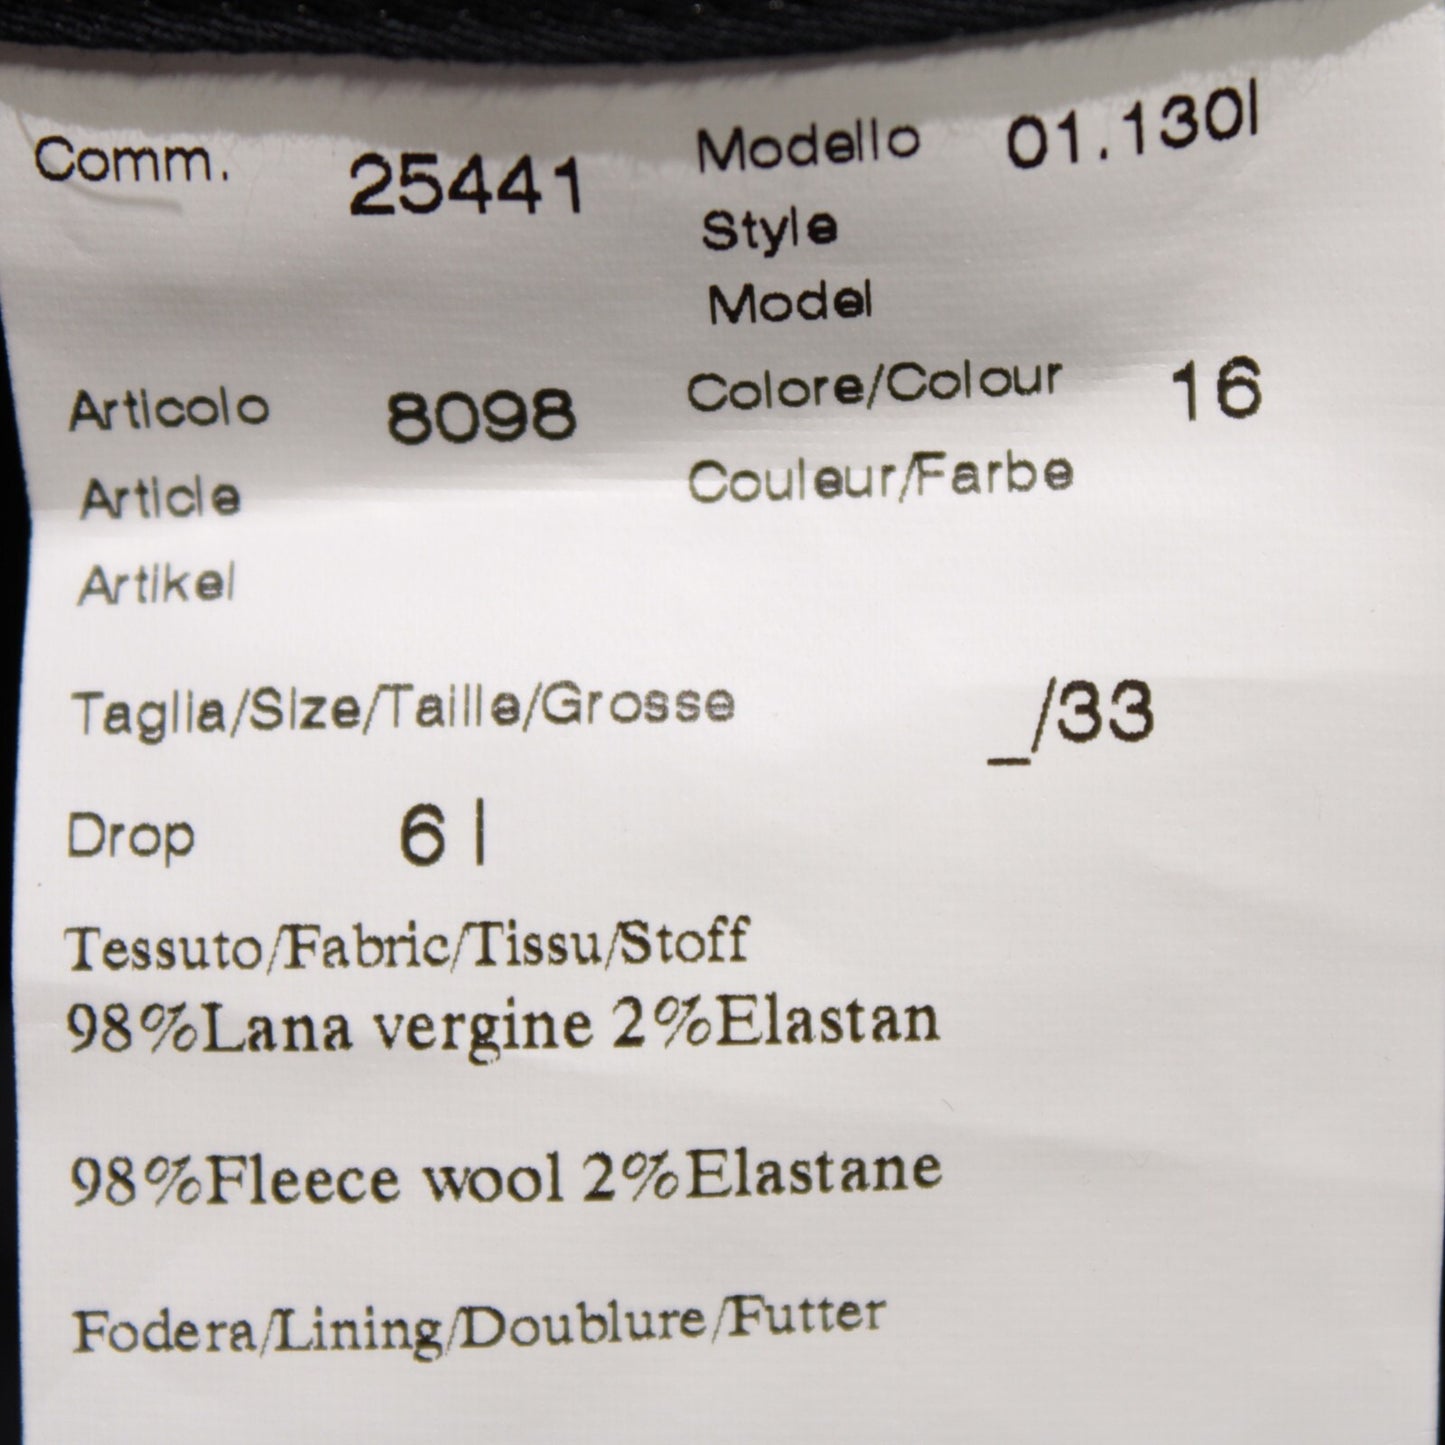 Comm. 25441 Modello 01.130l
Style
Model
Articolo 8098 Colore/Colour 16
Article Couleur/Farbe
Artikel
Taglia/Size/Taille/Grosse _/33
Drop 6 l
Tessuto/Fabric/Tissu/Stoff
98%Lana vergine 2%Elastan
98%Fleece wool 2%Elastane
Fodera/Lining/Doublure/Futter